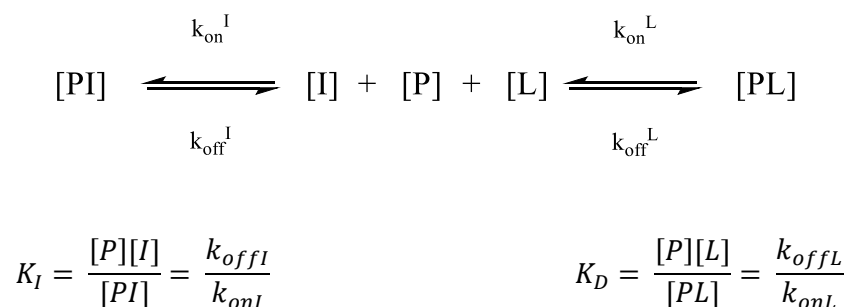 k_on^I k_on^L
[PI] ⇌ [I] + [P] + [L] ⇌ [PL]
k_off^I k_off^L
K_I = [P][I] / [PI] = k_offI / k_onI K_D = [P][L] / [PL] = k_offL / k_onL